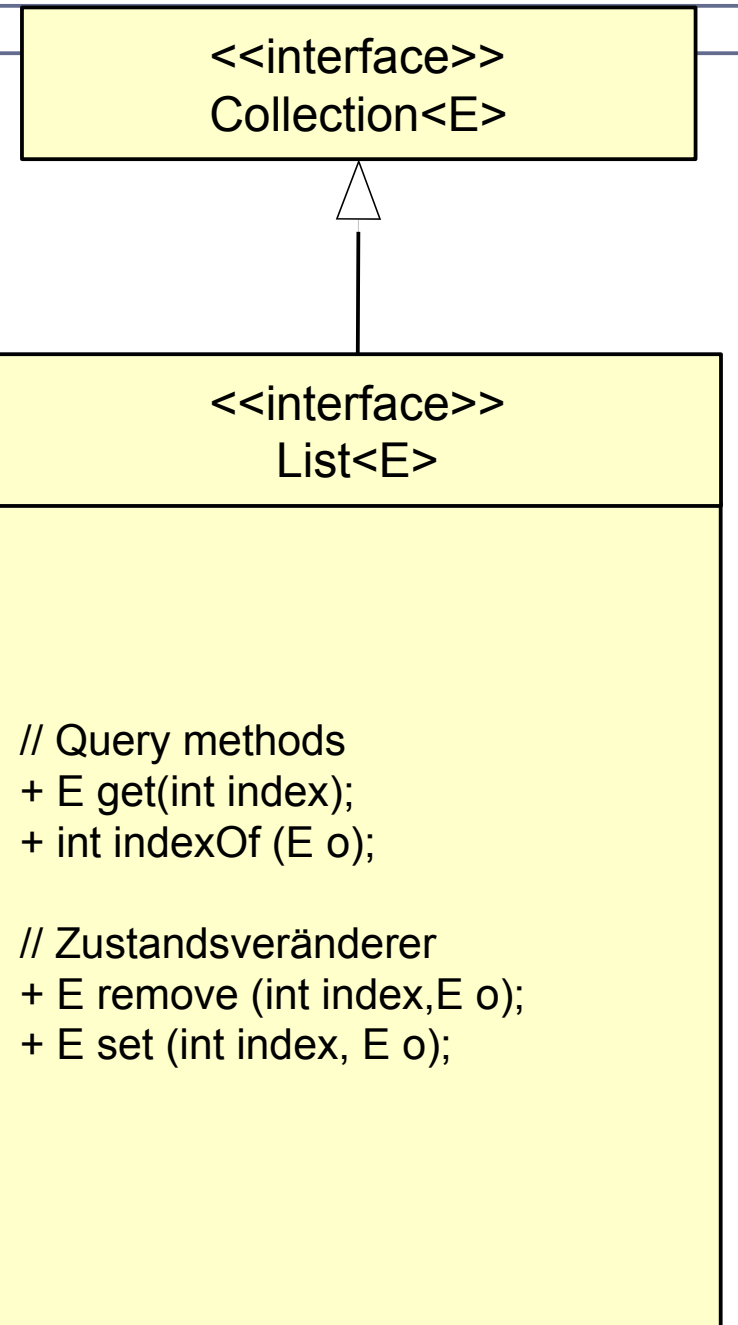 <<interface>>
Collection<E>
<<interface>>
List<E>
// Query methods
+ E get(int index);
+ int indexOf (E o);
// Zustandsveränderer
+ E remove (int index,E o);
+ E set (int index, E o);